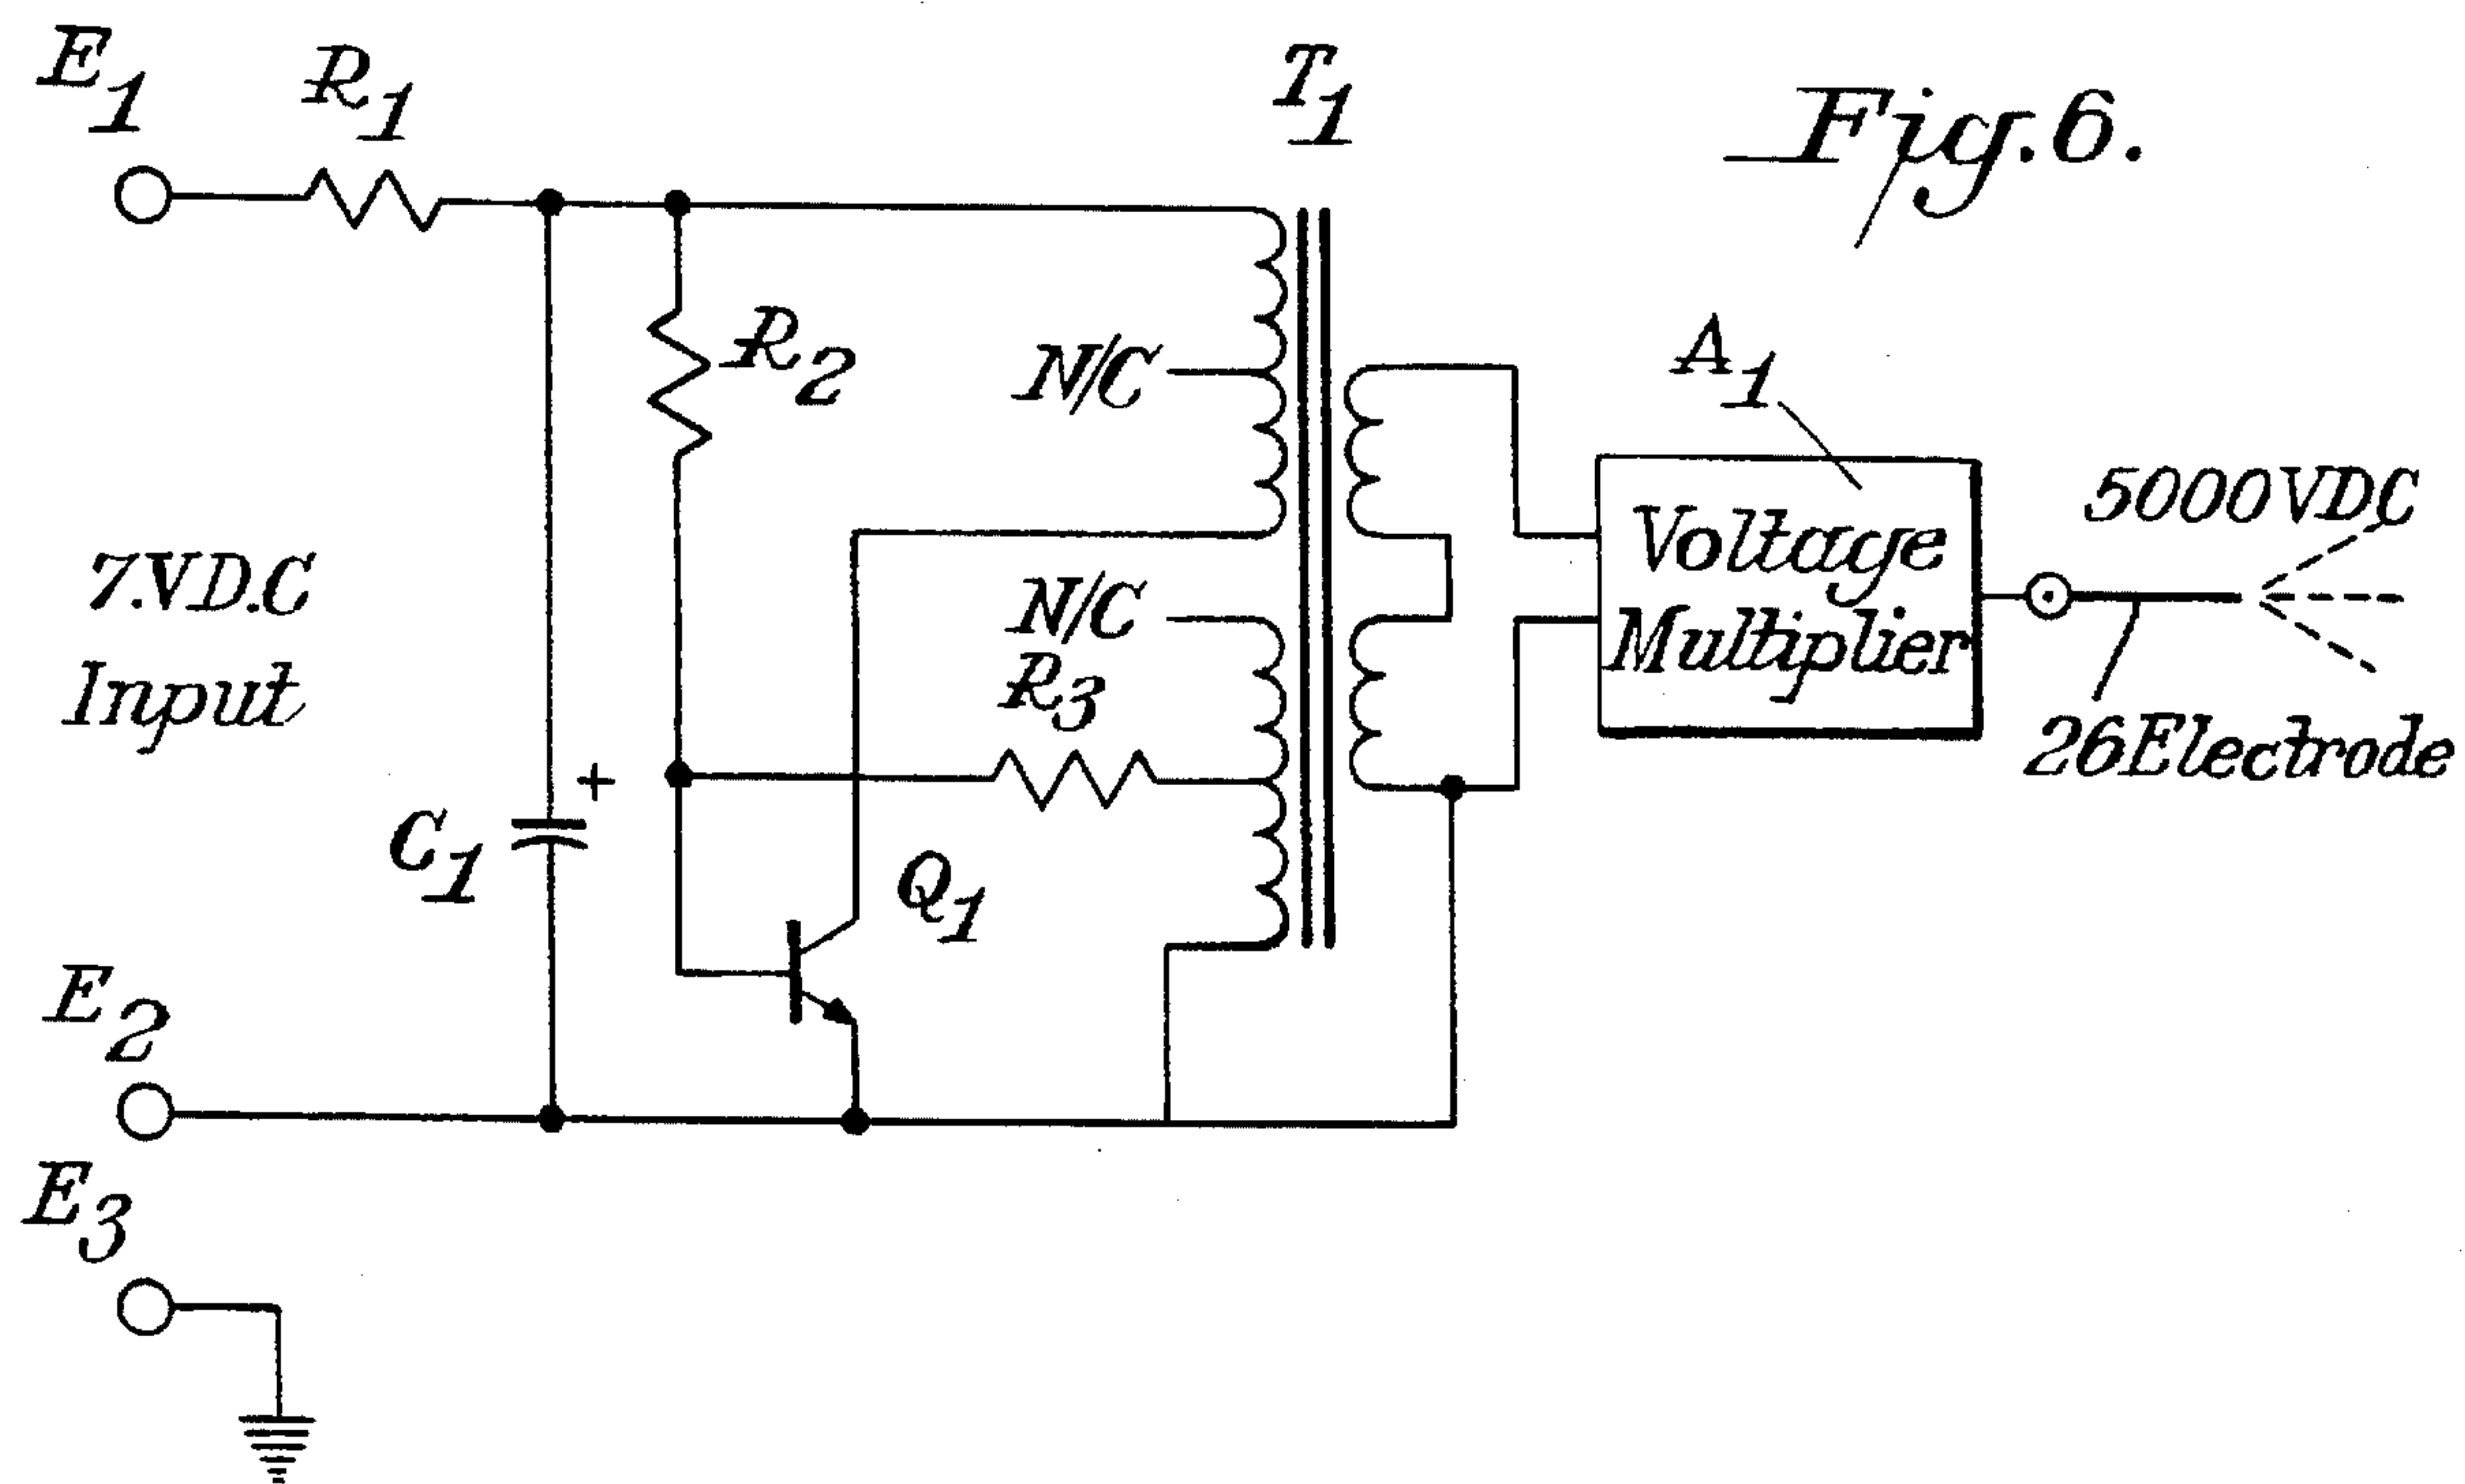 E1
R1
T1
Fig.6.
R2
N/C
A1
5000VDC
Voltage
Multiplier
7.VD.C
Input
N/C
R3
26Electrode
+
C1
Q1
E2
E3